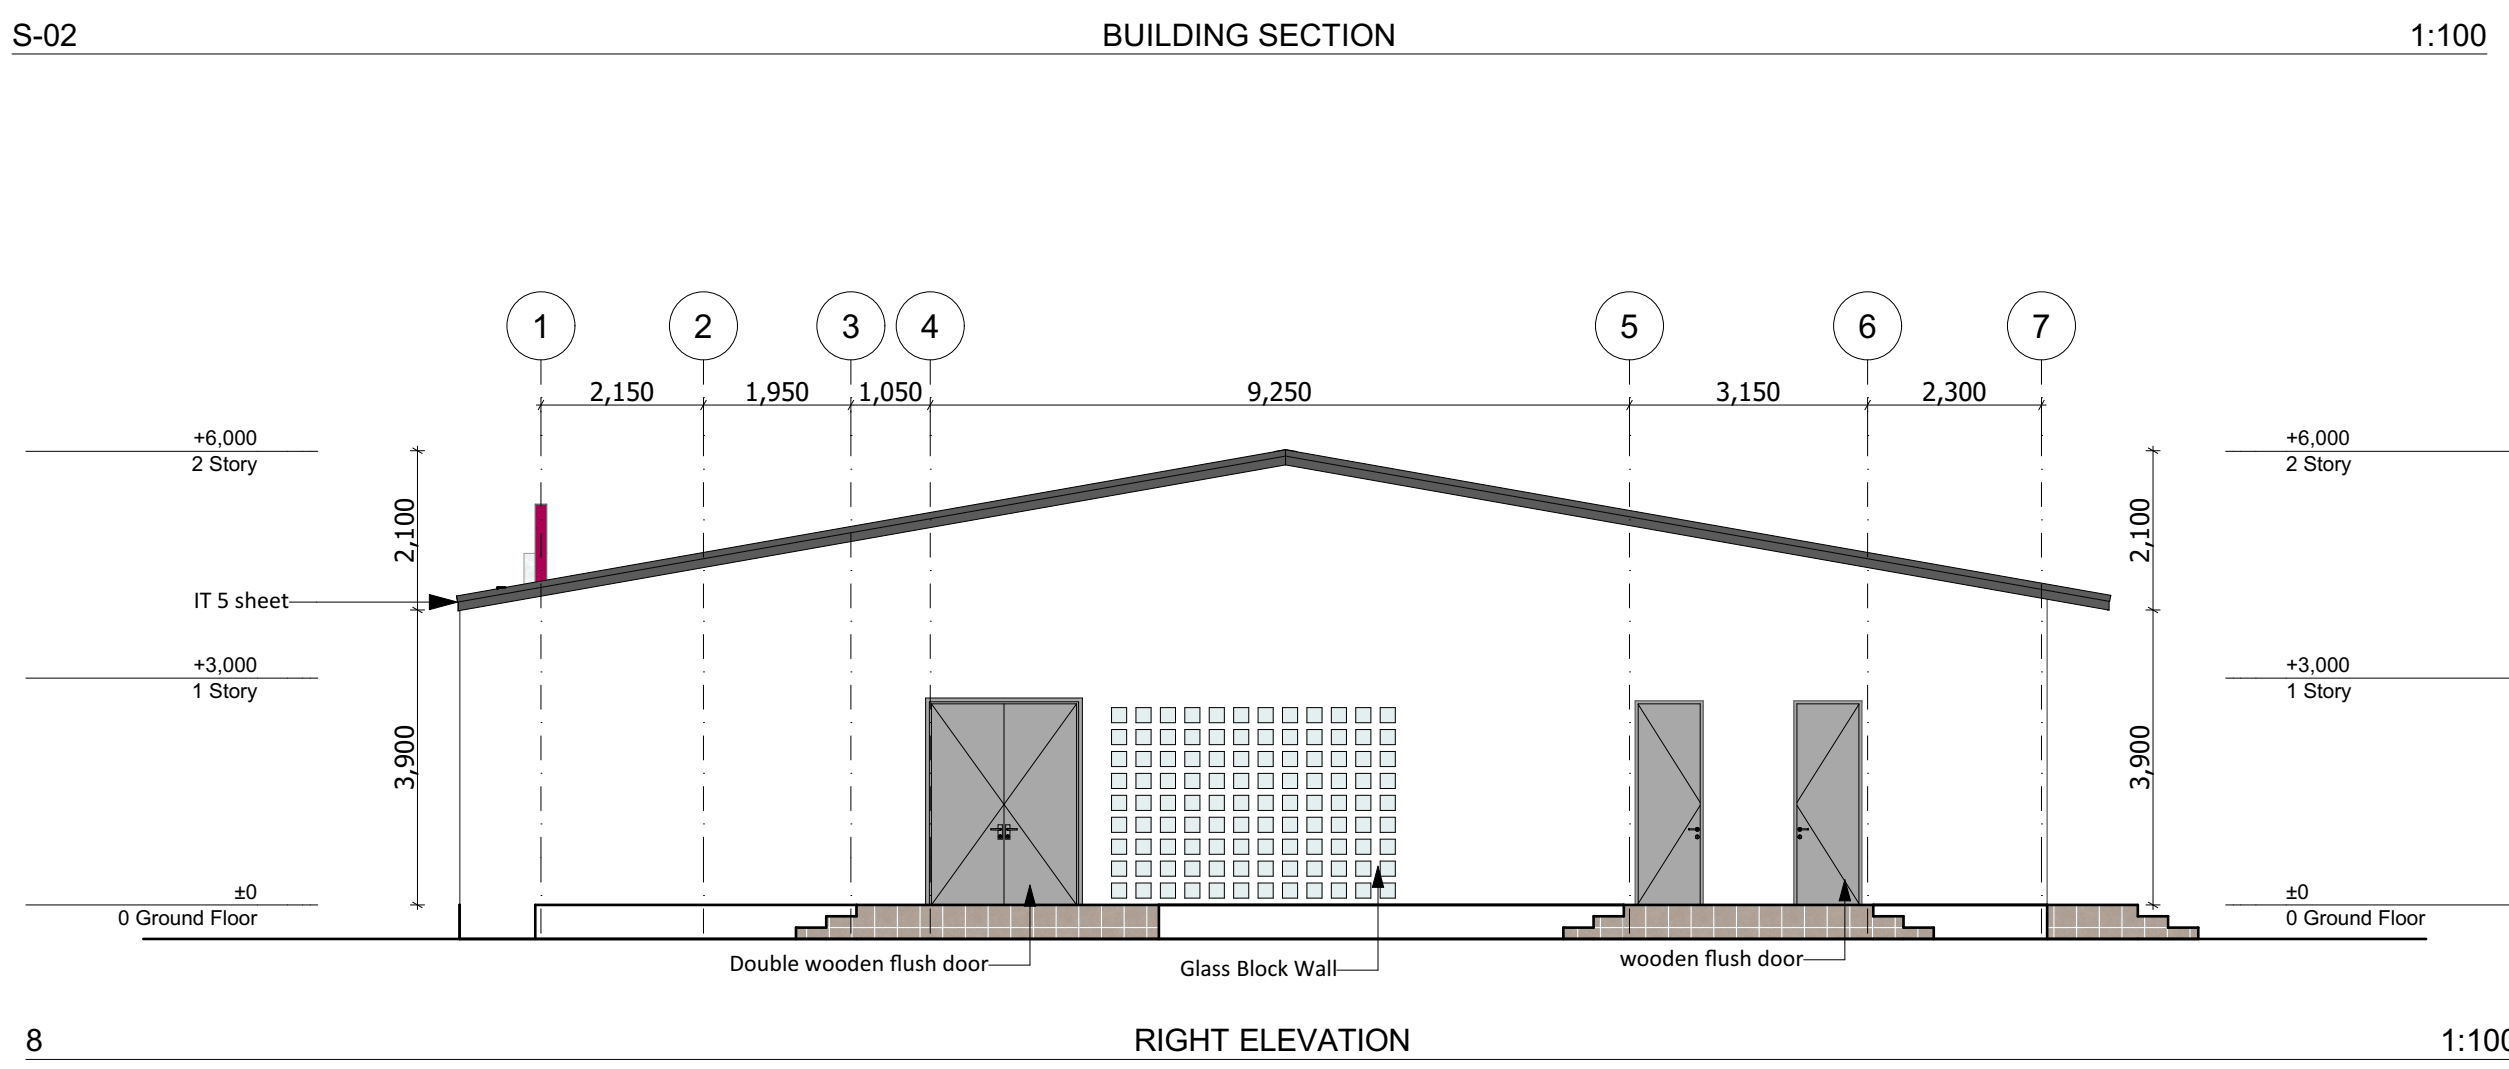 S-02 BUILDING SECTION 1:100
1 2 3 4 5 6 7
2,150 1,950 1,050 9,250 3,150 2,300
+6,000
2 Story
+6,000
2 Story
2,100
2,100
IT 5 sheet
+3,000
1 Story
+3,000
1 Story
3,900
3,900
±0
0 Ground Floor
±0
0 Ground Floor
Double wooden flush door
Glass Block Wall
wooden flush door
8 RIGHT ELEVATION 1:100